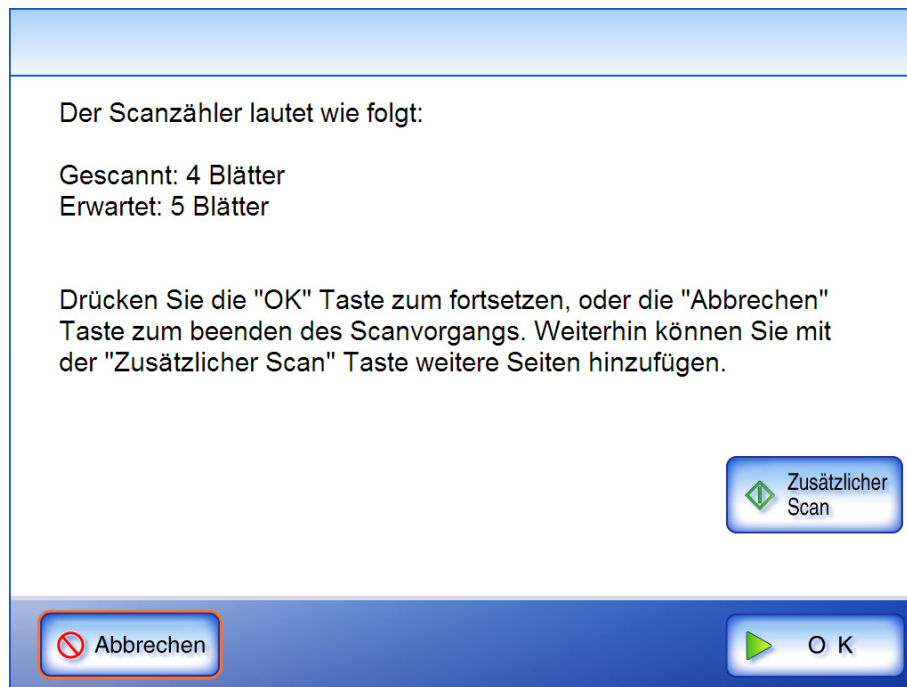 Der Scanzähler lautet wie folgt:
Gescannt: 4 Blätter
Erwartet: 5 Blätter
Drücken Sie die "OK" Taste zum fortsetzen, oder die "Abbrechen"
Taste zum beenden des Scanvorgangs. Weiterhin können Sie mit
der "Zusätzlicher Scan" Taste weitere Seiten hinzufügen.
Zusätzlicher
Scan
Abbrechen
O K